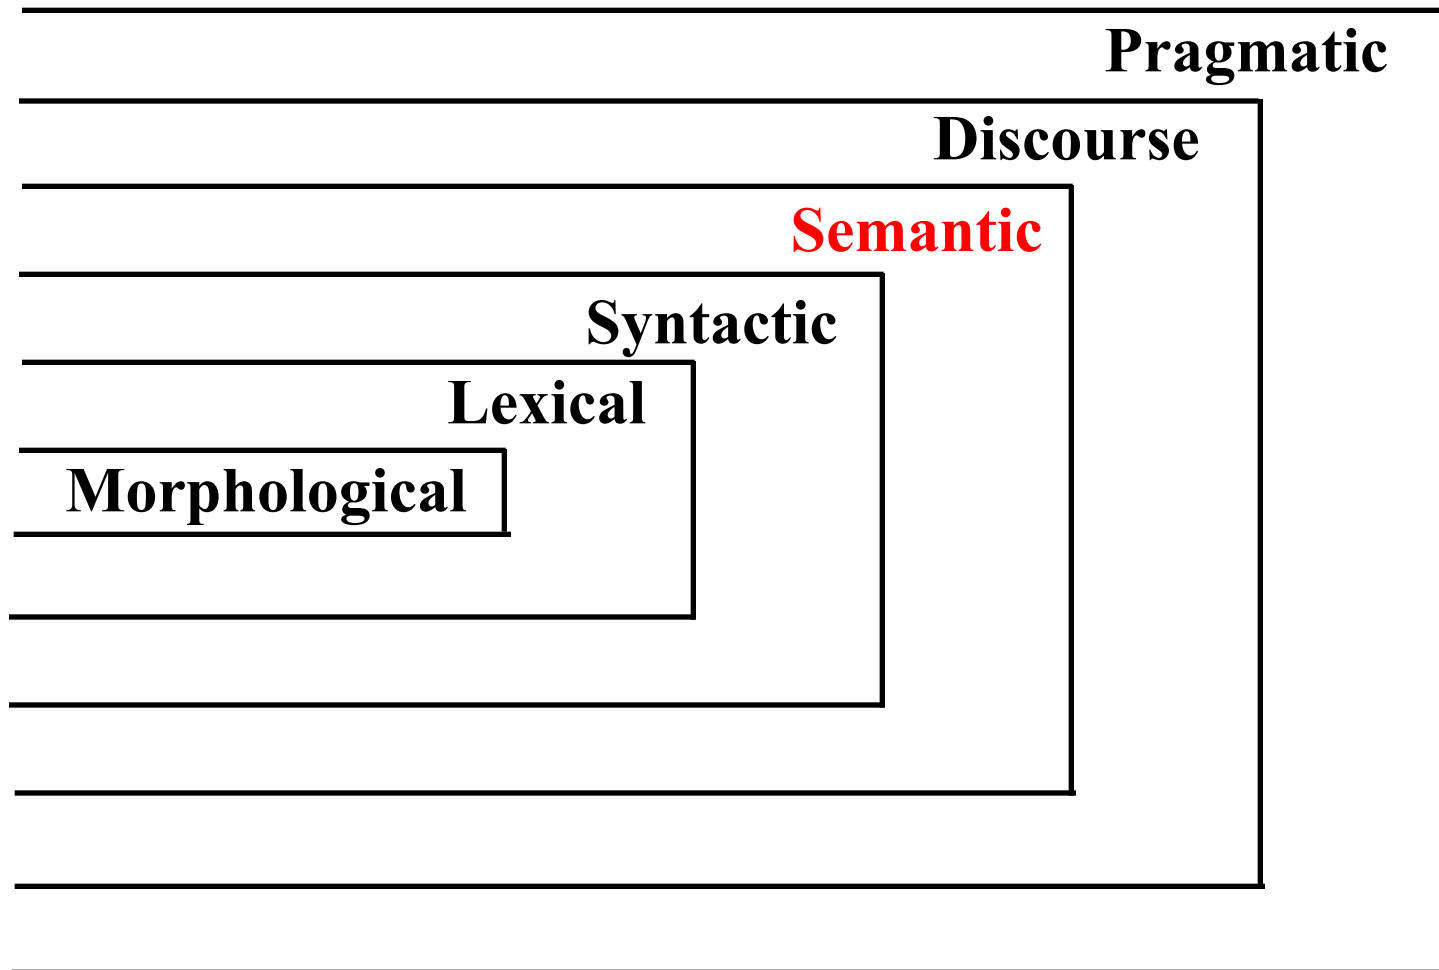 Pragmatic
Discourse
Semantic
Syntactic
Lexical
Morphological